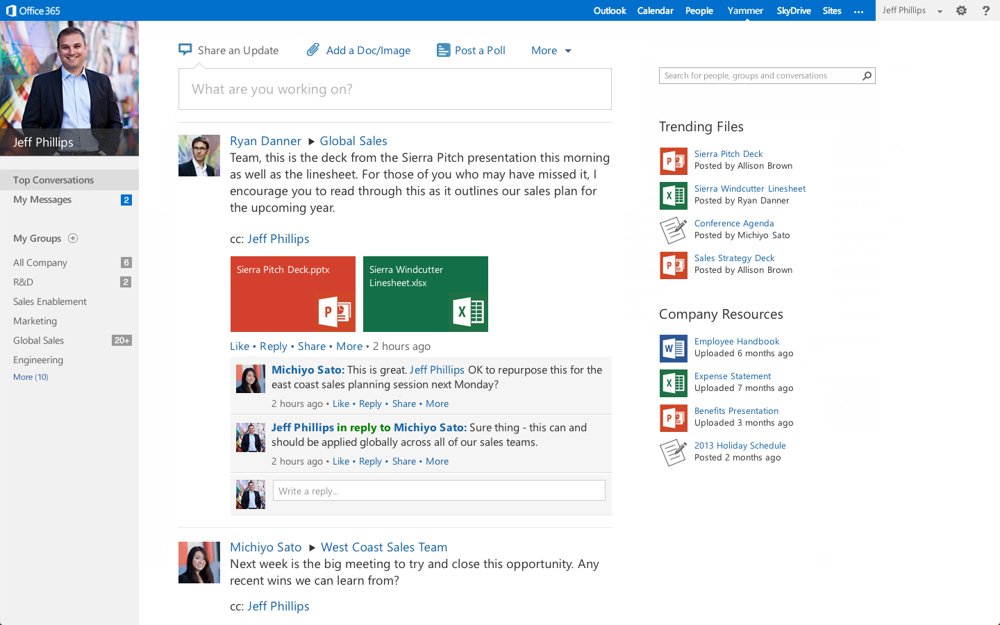 Office 365
Outlook Calendar People Yammer SkyDrive Sites ... Jeff Phillips ?
Jeff Phillips
Top Conversations
My Messages 2
My Groups
All Company 6
R&D 2
Sales Enablement
Marketing
Global Sales 20+
Engineering
More (10)
Share an Update Add a Doc/Image Post a Poll More
What are you working on?
Ryan Danner ▶ Global Sales
Team, this is the deck from the Sierra Pitch presentation this morning
as well as the linesheet. For those of you who may have missed it, I
encourage you to read through this as it outlines our sales plan for
the upcoming year.
cc: Jeff Phillips
Sierra Pitch Deck.pptx
P
Sierra Windcutter
Linesheet.xlsx
X
Like • Reply • Share • More • 2 hours ago
Michiyo Sato: This is great. Jeff Phillips OK to repurpose this for the
east coast sales planning session next Monday?
2 hours ago • Like • Reply • Share • More
Jeff Phillips in reply to Michiyo Sato: Sure thing - this can and
should be applied globally across all of our sales teams.
2 hours ago • Like • Reply • Share • More
Write a reply...
Michiyo Sato ▶ West Coast Sales Team
Next week is the big meeting to try and close this opportunity. Any
recent wins we can learn from?
cc: Jeff Phillips
Search for people, groups and conversations
Trending Files
P
Sierra Pitch Deck
Posted by Allison Brown
X
Sierra Windcutter Linesheet
Posted by Ryan Danner
Conference Agenda
Posted by Michiyo Sato
P
Sales Strategy Deck
Posted by Allison Brown
Company Resources
W
Employee Handbook
Uploaded 6 months ago
X
Expense Statement
Uploaded 7 months ago
P
Benefits Presentation
Uploaded 3 months ago
2013 Holiday Schedule
Posted 2 months ago